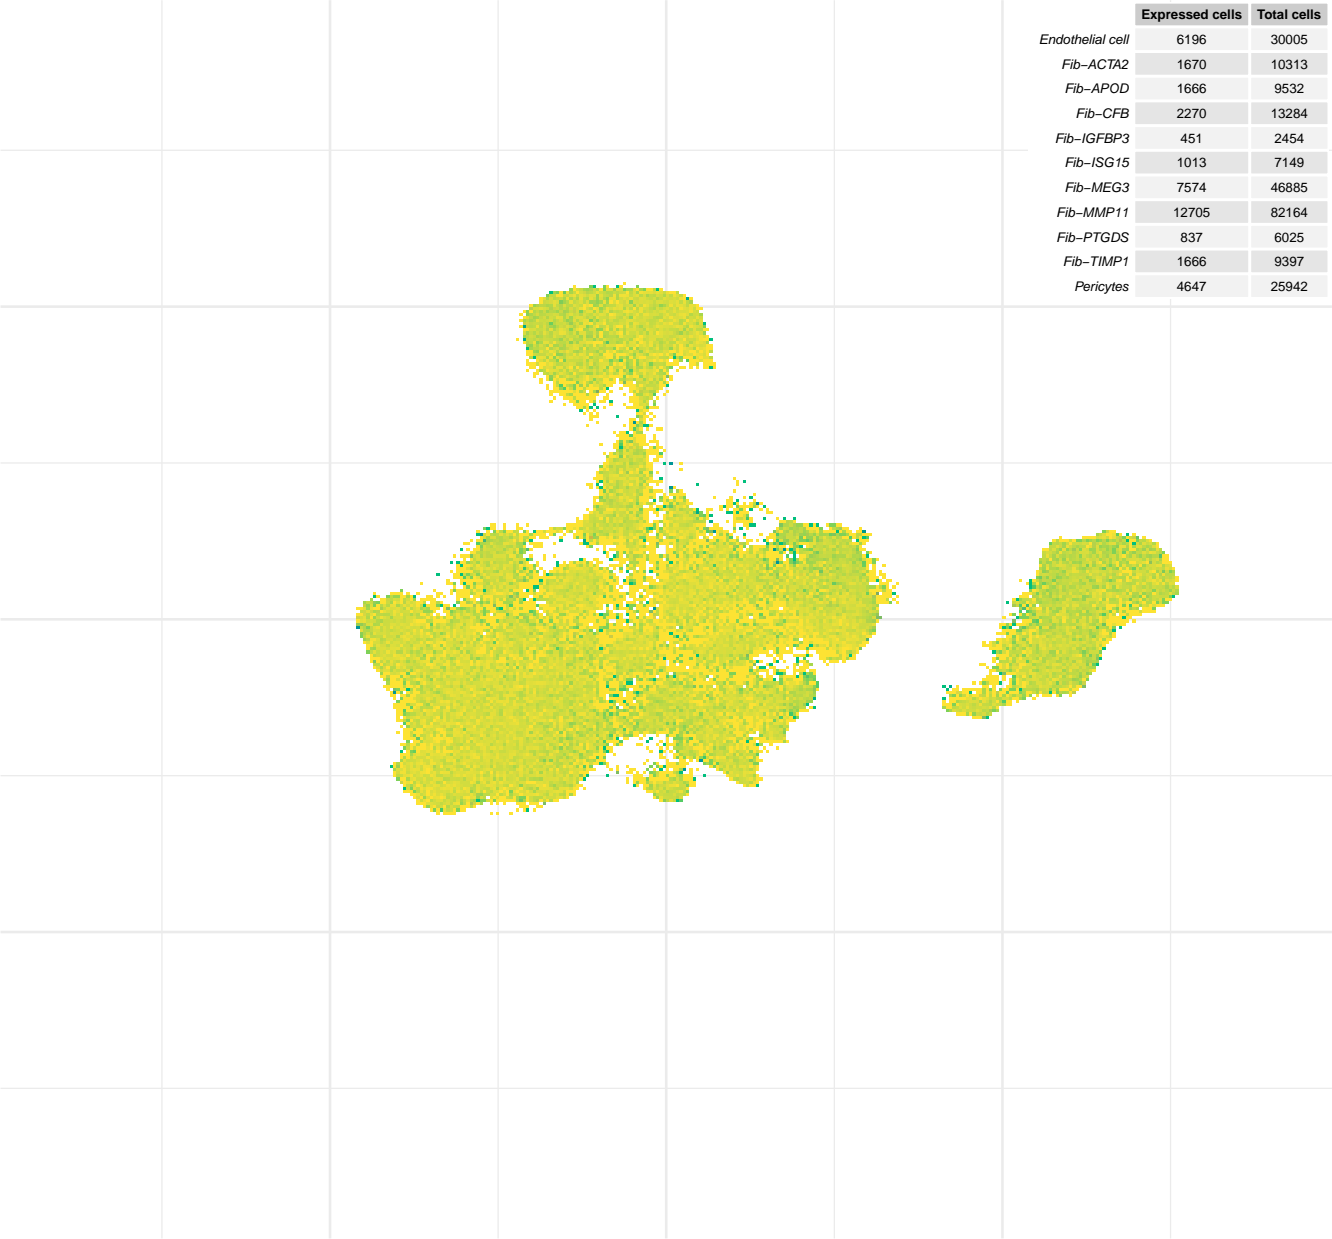 Expressed cells Total cells
Endothelial cell 6196 30005
Fib−ACTA2 1670 10313
Fib−APOD 1666 9532
Fib−CFB 2270 13284
Fib−IGFBP3 451 2454
Fib−ISG15 1013 7149
Fib−MEG3 7574 46885
Fib−MMP11 12705 82164
Fib−PTGDS 837 6025
Fib−TIMP1 1666 9397
Pericytes 4647 25942